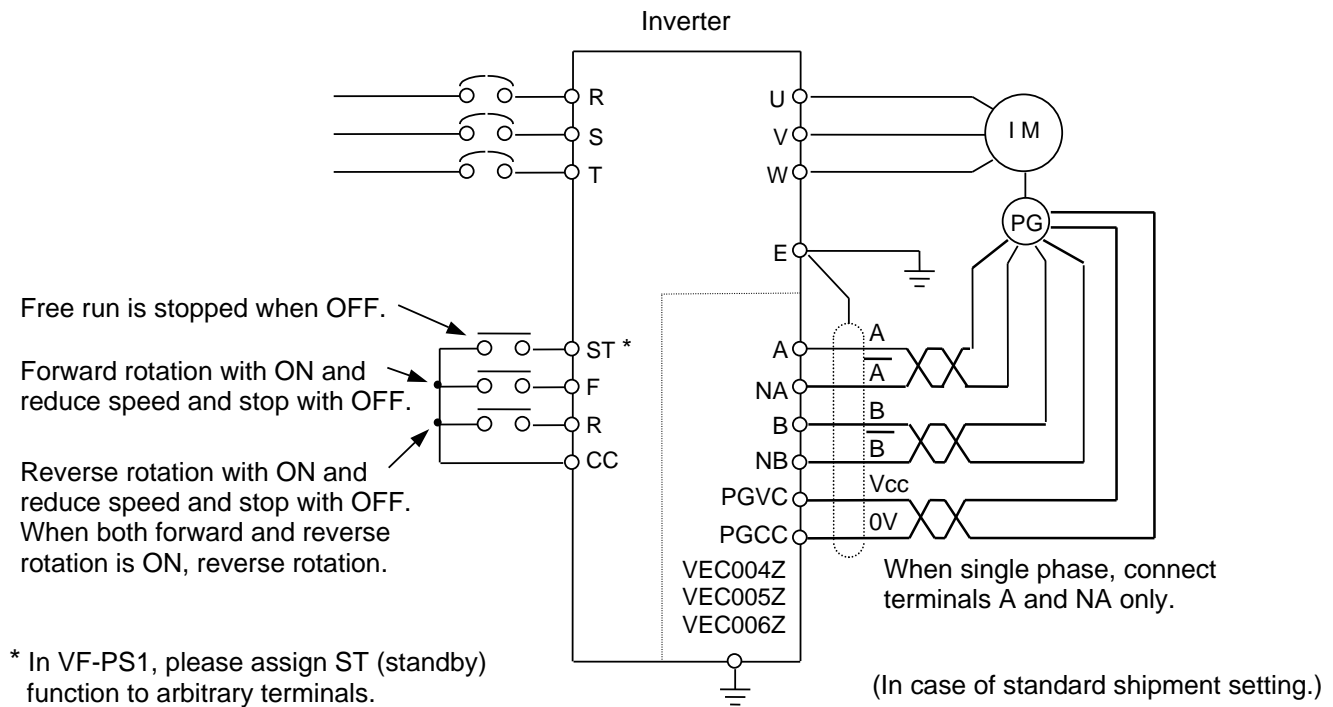 Inverter
R
S
T
U
V
W
I M
PG
E
Free run is stopped when OFF.
ST *
Forward rotation with ON and
reduce speed and stop with OFF.
F
R
CC
Reverse rotation with ON and
reduce speed and stop with OFF.
When both forward and reverse
rotation is ON, reverse rotation.
A
A
NA
A̅
B
B
NB
B̅
PGVC
Vcc
PGCC
0V
VEC004Z
VEC005Z
VEC006Z
When single phase, connect
terminals A and NA only.
* In VF-PS1, please assign ST (standby)
function to arbitrary terminals.
(In case of standard shipment setting.)